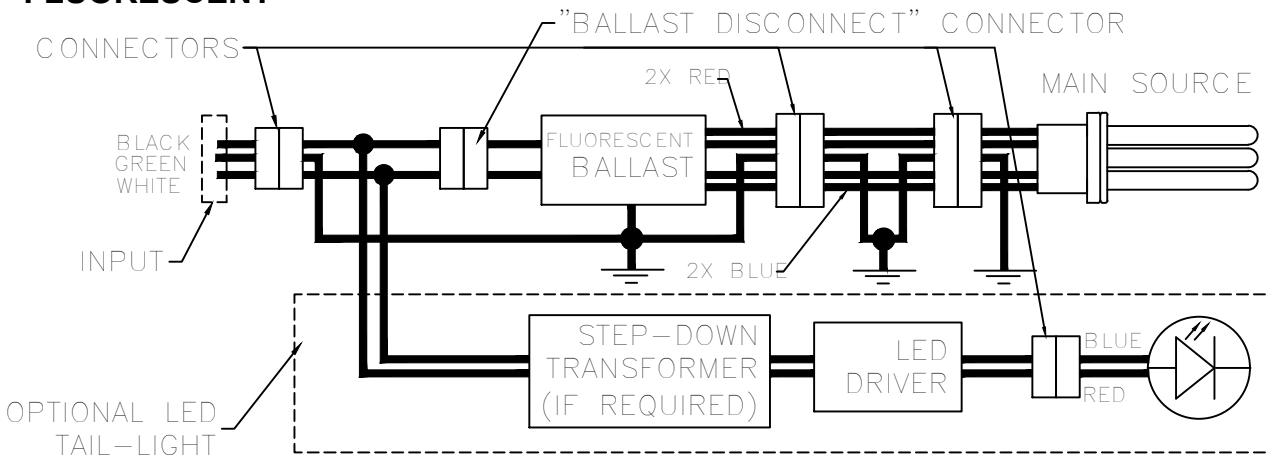 FLUORESCENT
"BALLAST DISCONNECT" CONNECTOR
CONNECTORS
2X RED
MAIN SOURCE
BLACK
GREEN
WHITE
FLUORESCENT
BALLAST
INPUT
2X BLUE
STEP-DOWN
TRANSFORMER
(IF REQUIRED)
LED
DRIVER
BLUE
RED
OPTIONAL LED
TAIL-LIGHT